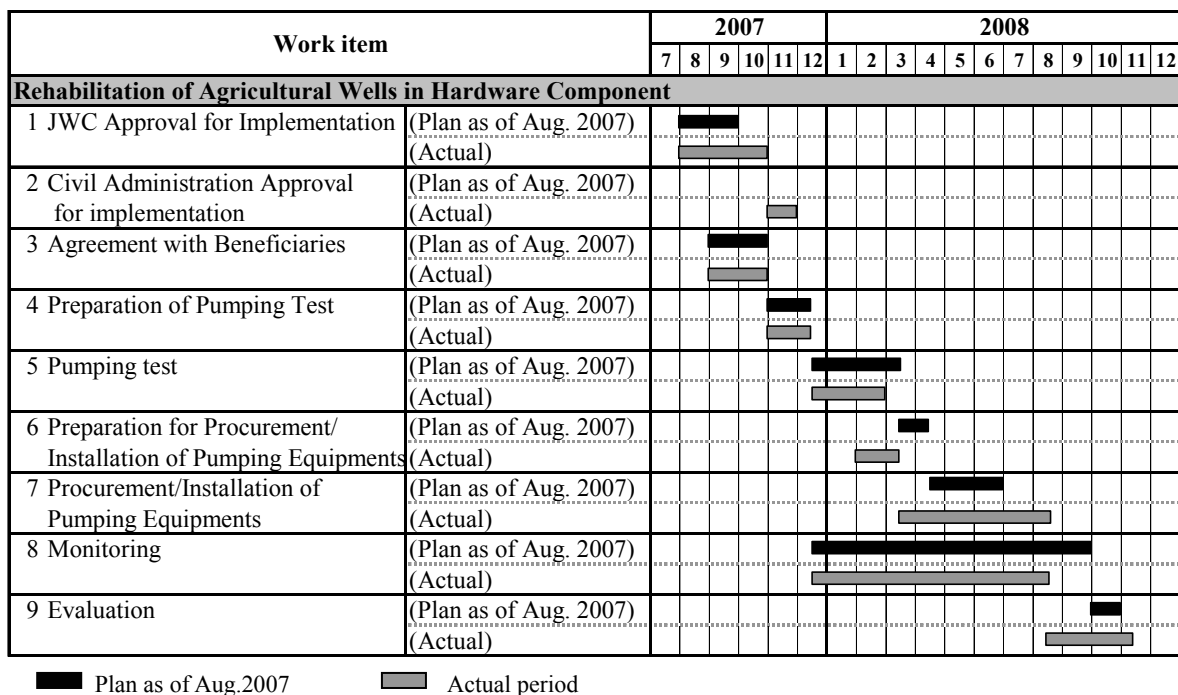 Work item 2007 2008
7 8 9 10 11 12 1 2 3 4 5 6 7 8 9 10 11 12
Rehabilitation of Agricultural Wells in Hardware Component
1 JWC Approval for Implementation (Plan as of Aug. 2007)
(Actual)
2 Civil Administration Approval (Plan as of Aug. 2007)
for implementation (Actual)
3 Agreement with Beneficiaries (Plan as of Aug. 2007)
(Actual)
4 Preparation of Pumping Test (Plan as of Aug. 2007)
(Actual)
5 Pumping test (Plan as of Aug. 2007)
(Actual)
6 Preparation for Procurement/ (Plan as of Aug. 2007)
Installation of Pumping Equipments (Actual)
7 Procurement/Installation of (Plan as of Aug. 2007)
Pumping Equipments (Actual)
8 Monitoring (Plan as of Aug. 2007)
(Actual)
9 Evaluation (Plan as of Aug. 2007)
(Actual)
Plan as of Aug.2007 Actual period